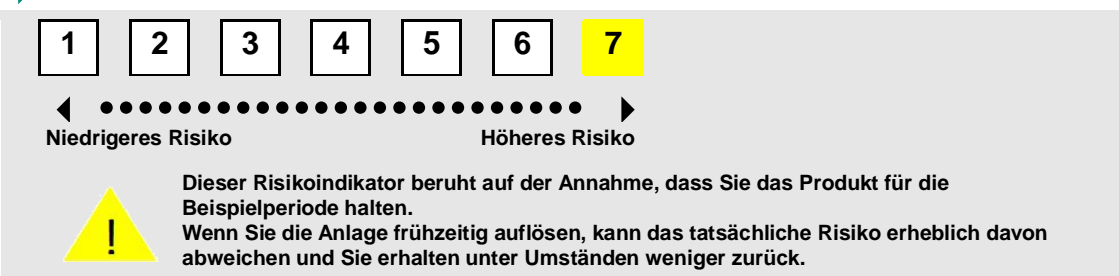 1 2 3 4 5 6 7
Niedrigeres Risiko Höheres Risiko
Dieser Risikoindikator beruht auf der Annahme, dass Sie das Produkt für die
Beispielperiode halten.
!
Wenn Sie die Anlage frühzeitig auflösen, kann das tatsächliche Risiko erheblich davon
abweichen und Sie erhalten unter Umständen weniger zurück.